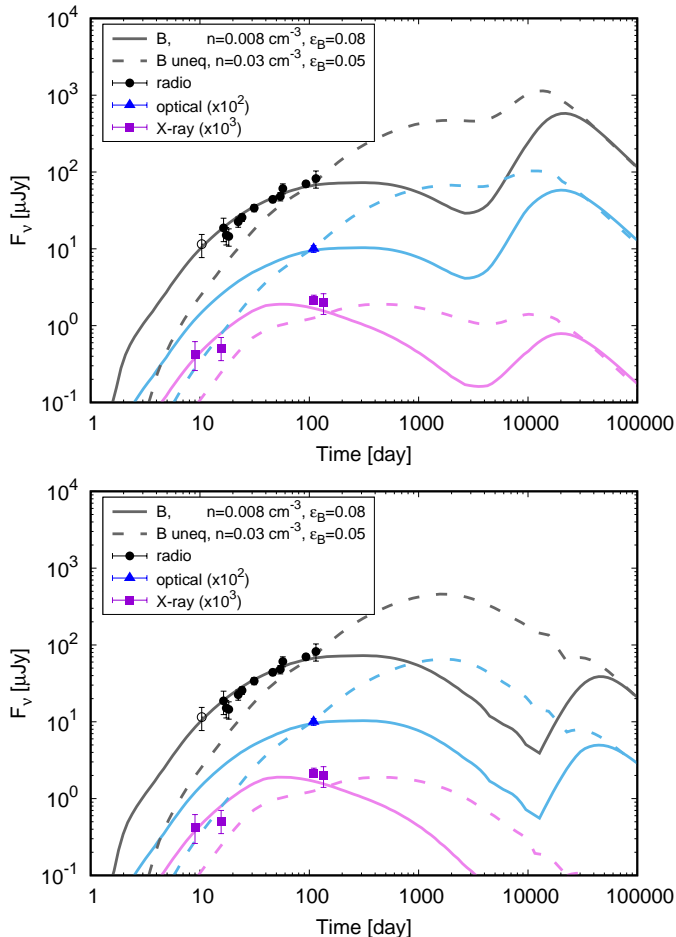 10^4
10^3
10^2
10^1
10^0
10^-1
F_ν [μJy]
B, n=0.008 cm^-3, ε_B=0.08
B uneq, n=0.03 cm^-3, ε_B=0.05
radio
optical (x10^2)
X-ray (x10^3)
1 10 100 1000 10000 100000
Time [day]
10^4
10^3
10^2
10^1
10^0
10^-1
F_ν [μJy]
B, n=0.008 cm^-3, ε_B=0.08
B uneq, n=0.03 cm^-3, ε_B=0.05
radio
optical (x10^2)
X-ray (x10^3)
1 10 100 1000 10000 100000
Time [day]